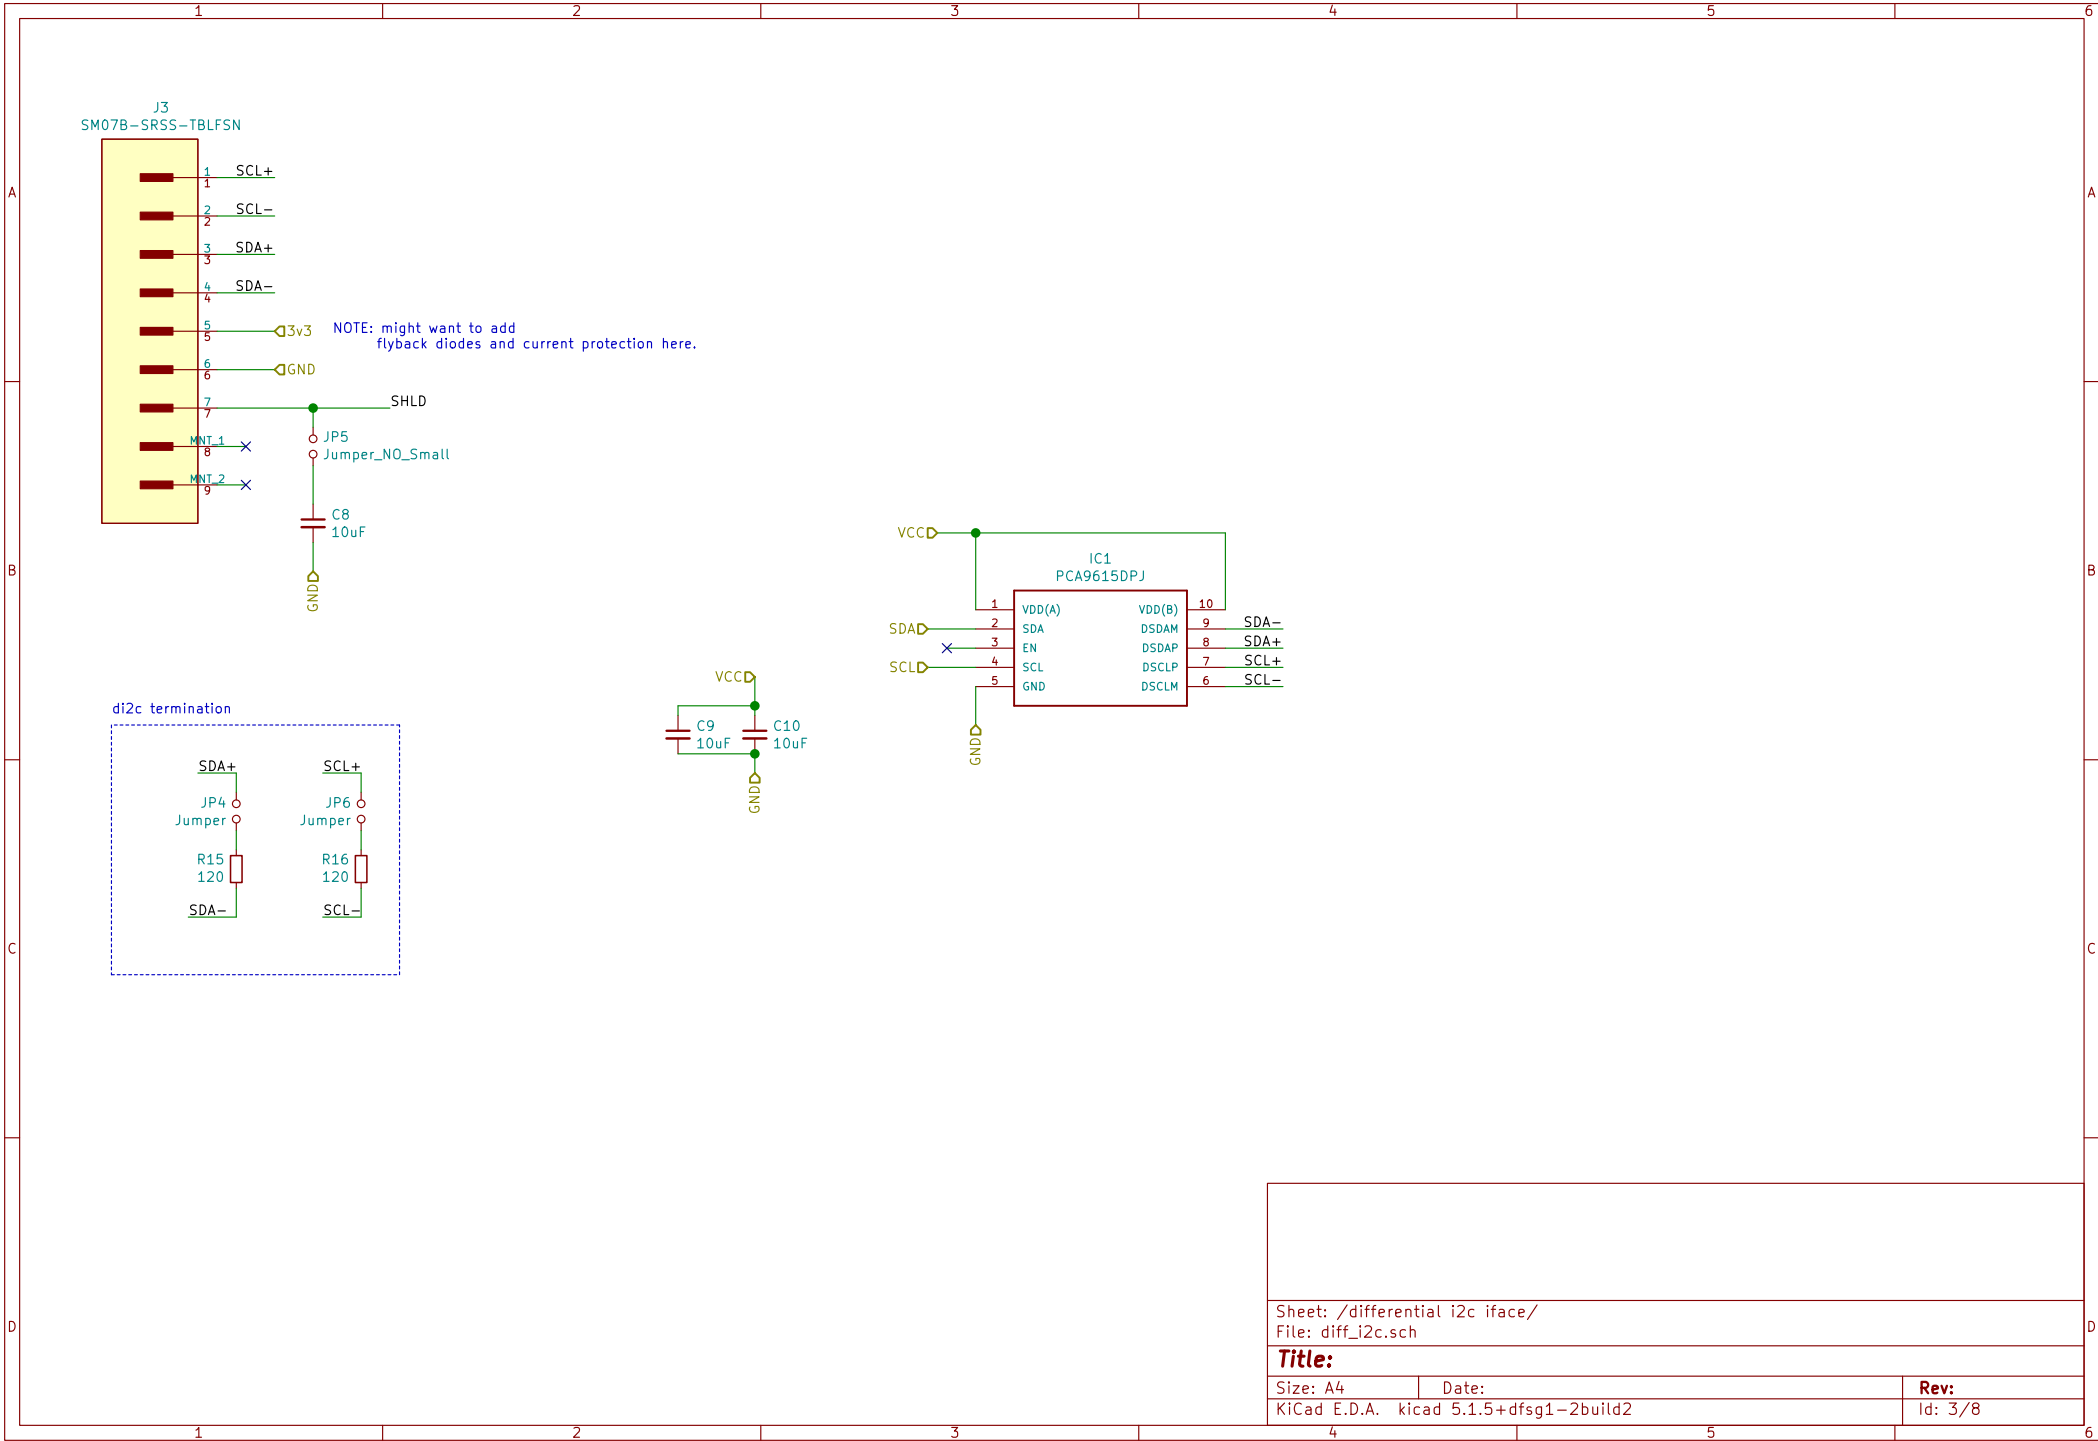 1 2 3 4 5 6
A A
B B
C C
D D
J3
SM07B-SRSS-TBLFSN
1 SCL+
1
2 SCL-
2
3 SDA+
3
4 SDA-
4
5 3v3
5
6 GND
6
7 SHLD
7
MNT_1
8
MNT_2
9
NOTE: might want to add
flyback diodes and current protection here.
JP5
Jumper_NO_Small
C8
10uF
GND
VCC
IC1
PCA9615DPJ
1 VDD(A) VDD(B) 10
SDA 2 SDA DSDAM 9 SDA-
3 EN DSDAP 8 SDA+
SCL 4 SCL DSCLP 7 SCL+
5 GND DSCLM 6 SCL-
GND
VCC
C9
10uF
C10
10uF
GND
di2c termination
SDA+ SCL+
JP4 JP6
Jumper Jumper
R15 R16
120 120
SDA- SCL-
Sheet: /differential i2c iface/
File: diff_i2c.sch
Title:
Size: A4 Date: Rev:
KiCad E.D.A. kicad 5.1.5+dfsg1-2build2 Id: 3/8
1 2 3 4 5 6